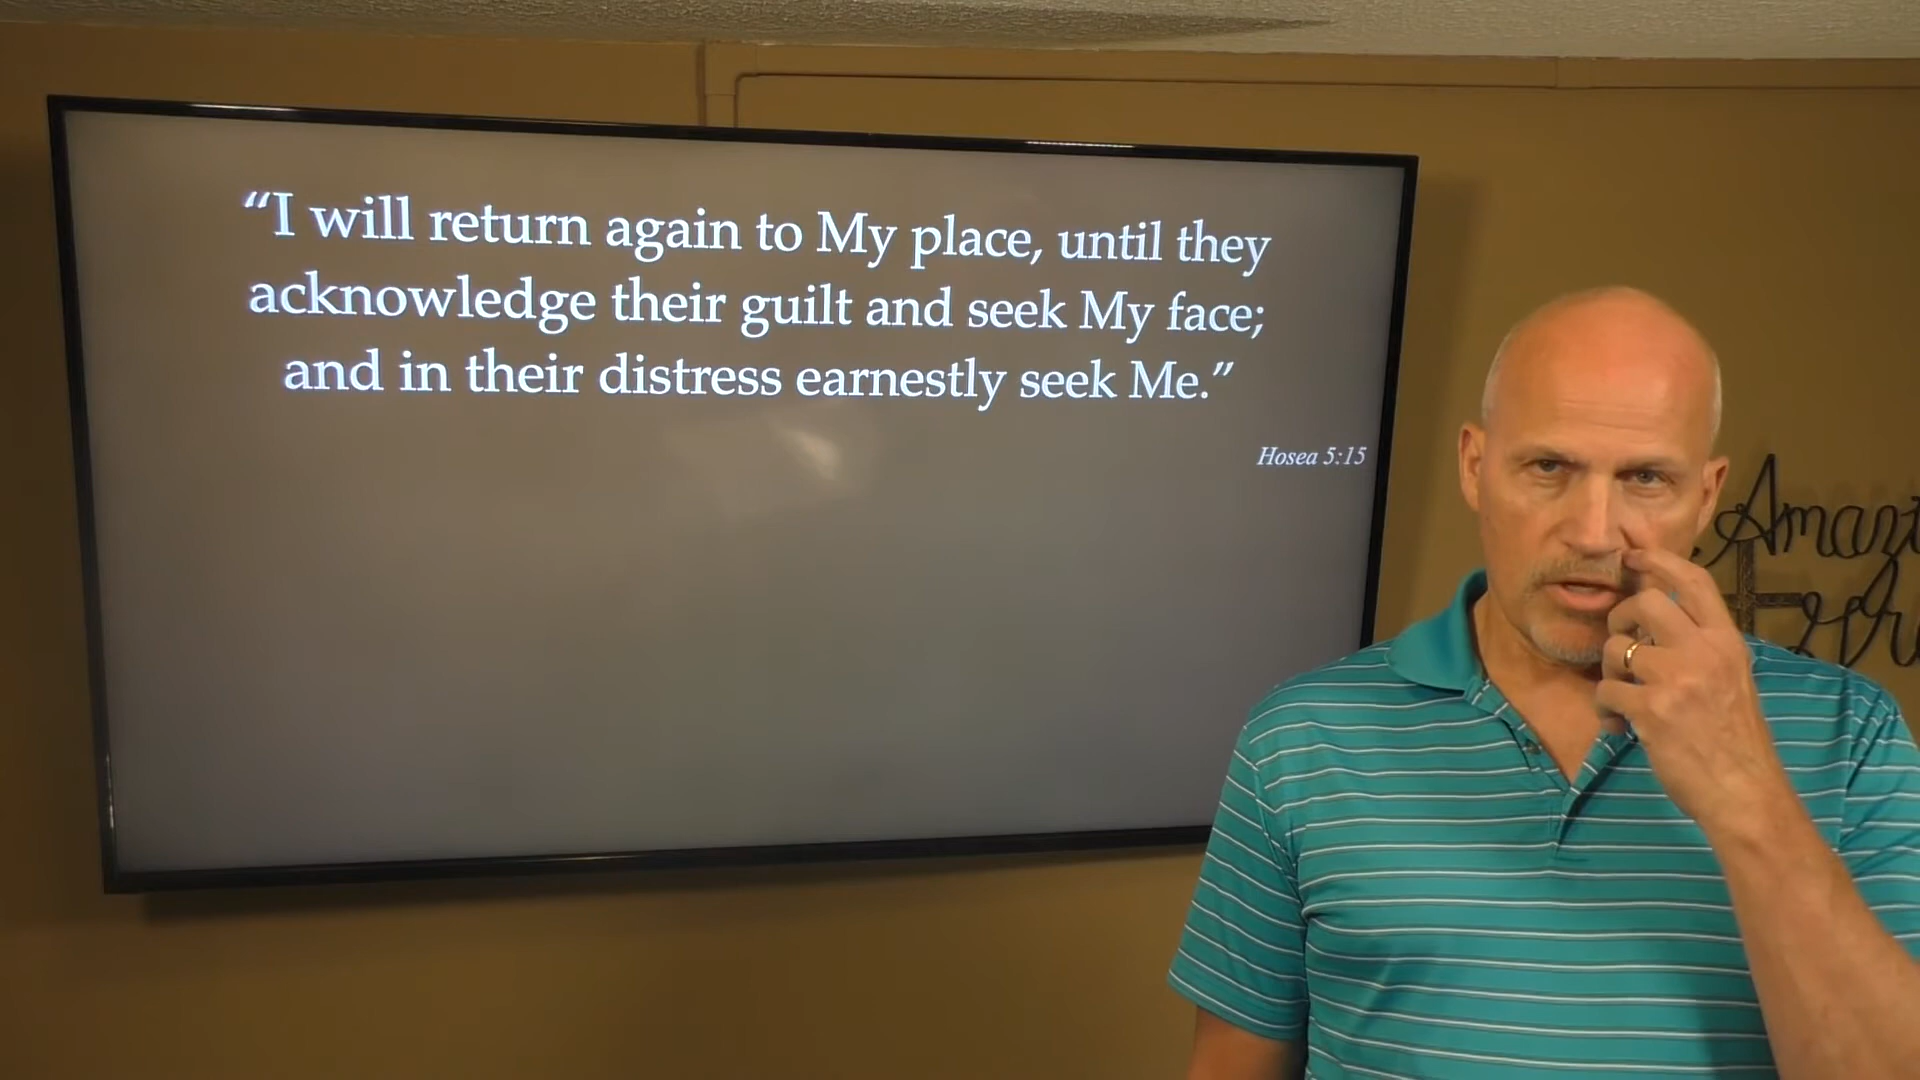 “I will return again to My place, until they
acknowledge their guilt and seek My face;
and in their distress earnestly seek Me.”
Hosea 5:15